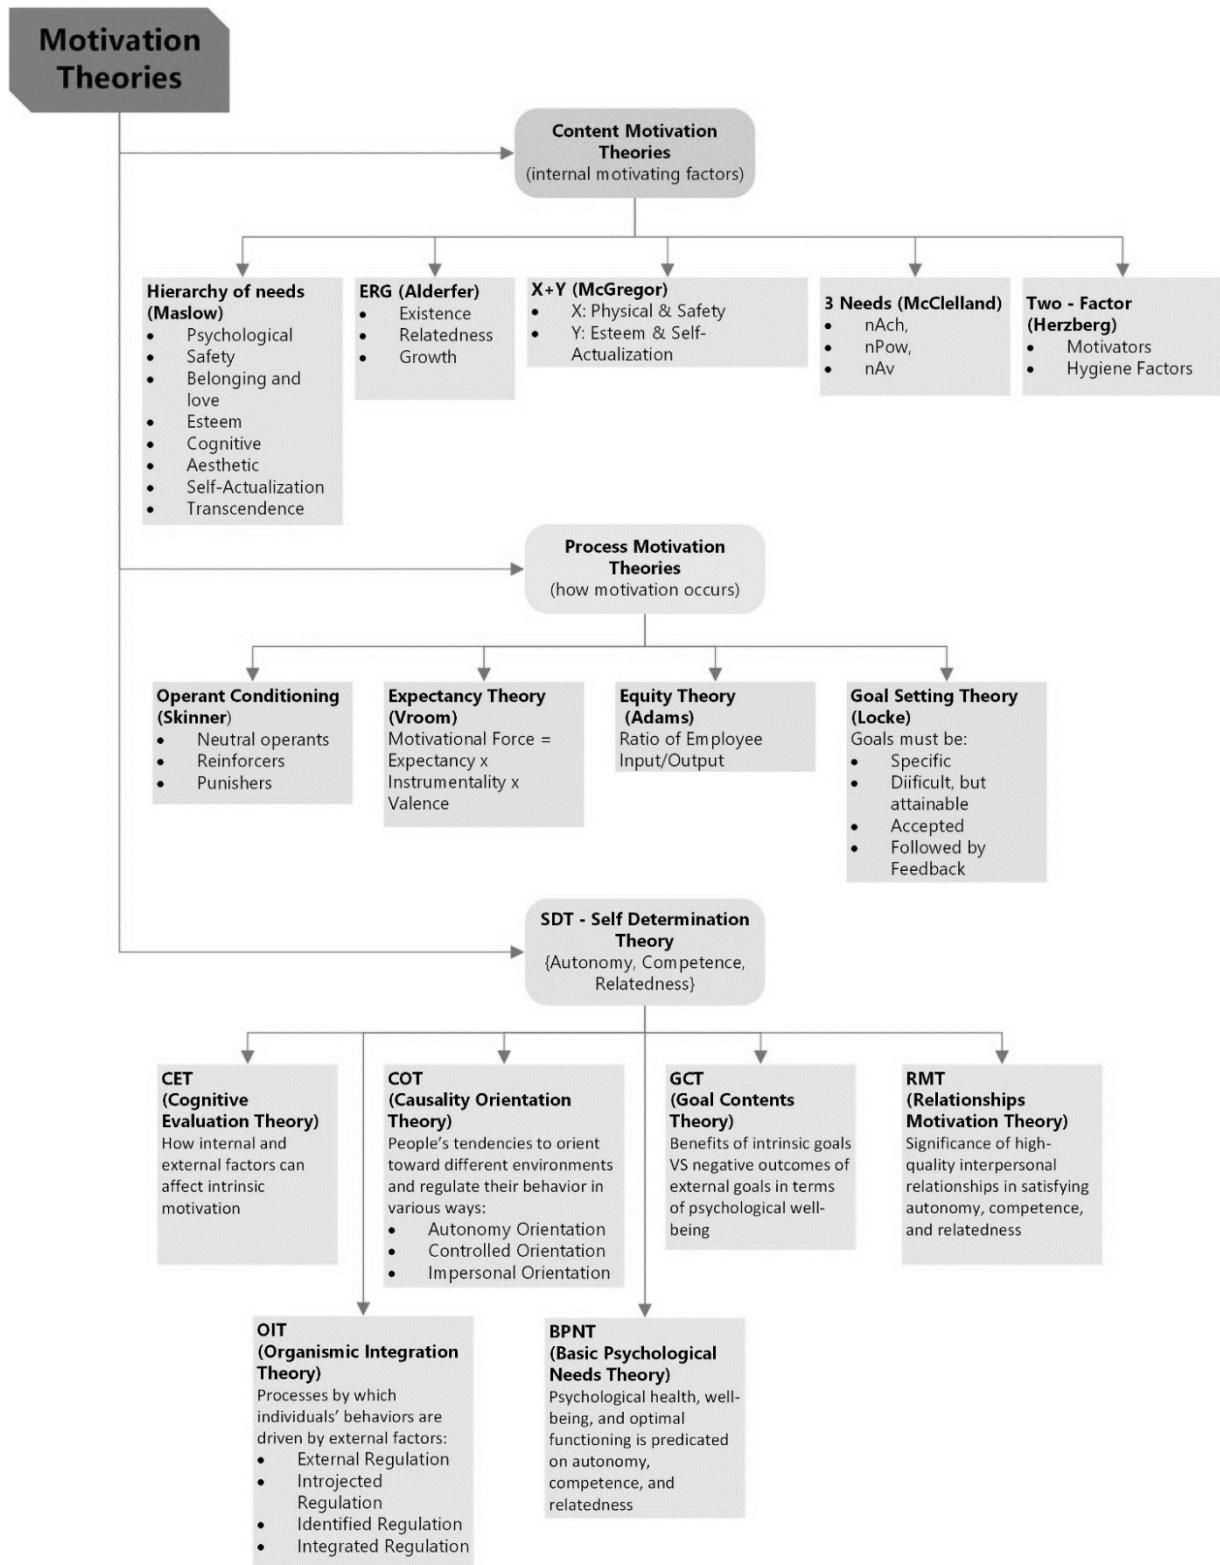 Motivation
Theories
Content Motivation
Theories
(internal motivating factors)
Hierarchy of needs
(Maslow)
• Psychological
• Safety
• Belonging and
love
• Esteem
• Cognitive
• Aesthetic
• Self-Actualization
• Transcendence
ERG (Alderfer)
• Existence
• Relatedness
• Growth
X+Y (McGregor)
• X: Physical & Safety
• Y: Esteem & Self-
Actualization
3 Needs (McClelland)
• nAch,
• nPow,
• nAv
Two - Factor
(Herzberg)
• Motivators
• Hygiene Factors
Process Motivation
Theories
(how motivation occurs)
Operant Conditioning
(Skinner)
• Neutral operants
• Reinforcers
• Punishers
Expectancy Theory
(Vroom)
Motivational Force =
Expectancy x
Instrumentality x
Valence
Equity Theory
(Adams)
Ratio of Employee
Input/Output
Goal Setting Theory
(Locke)
Goals must be:
• Specific
• Diificult, but
attainable
• Accepted
• Followed by
Feedback
SDT - Self Determination
Theory
{Autonomy, Competence,
Relatedness}
CET
(Cognitive
Evaluation Theory)
How internal and
external factors can
affect intrinsic
motivation
COT
(Causality Orientation
Theory)
People's tendencies to orient
toward different environments
and regulate their behavior in
various ways:
• Autonomy Orientation
• Controlled Orientation
• Impersonal Orientation
GCT
(Goal Contents
Theory)
Benefits of intrinsic goals
VS negative outcomes of
external goals in terms
of psychological well-
being
RMT
(Relationships
Motivation Theory)
Significance of high-
quality interpersonal
relationships in satisfying
autonomy, competence,
and relatedness
OIT
(Organismic Integration
Theory)
Processes by which
individuals' behaviors are
driven by external factors:
• External Regulation
• Introjected
Regulation
• Identified Regulation
• Integrated Regulation
BPNT
(Basic Psychological
Needs Theory)
Psychological health, well-
being, and optimal
functioning is predicated
on autonomy,
competence, and
relatedness